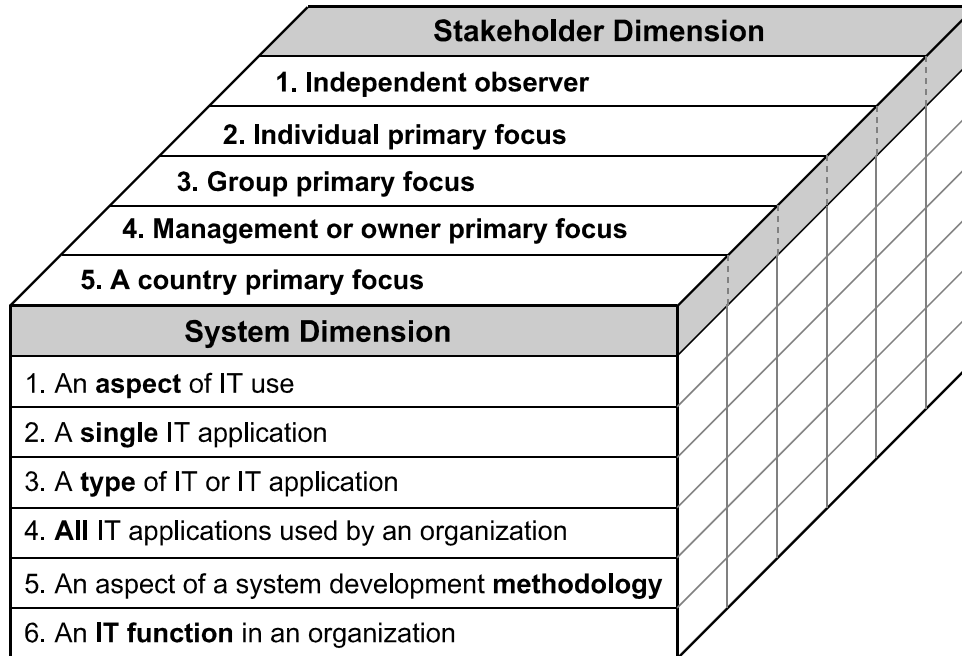 Stakeholder Dimension
1. Independent observer
2. Individual primary focus
3. Group primary focus
4. Management or owner primary focus
5. A country primary focus
System Dimension
1. An aspect of IT use
2. A single IT application
3. A type of IT or IT application
4. All IT applications used by an organization
5. An aspect of a system development methodology
6. An IT function in an organization